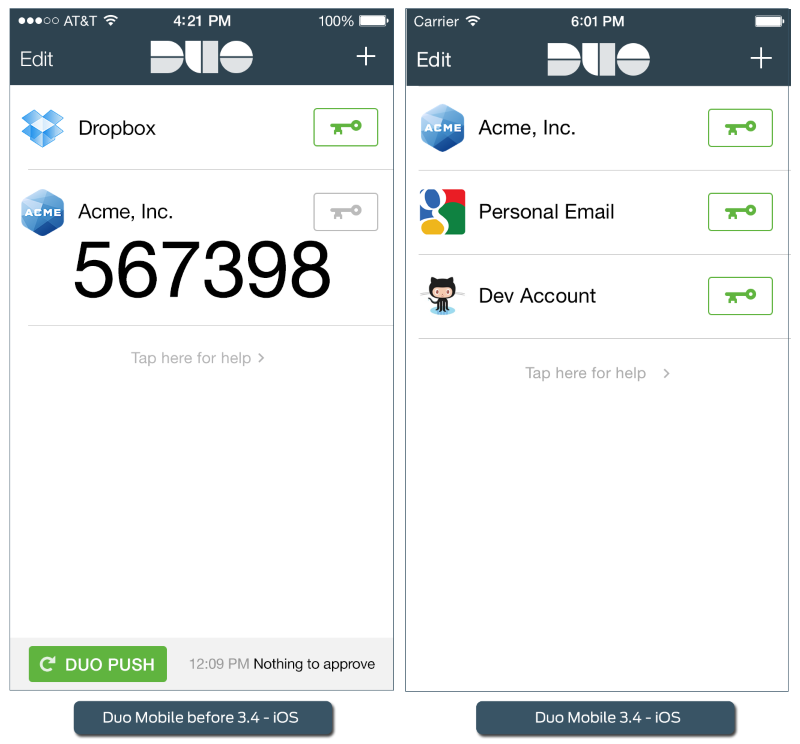 AT&T 4:21 PM 100%
Edit DUO +
Dropbox
ACME Acme, Inc.
567398
Tap here for help >
DUO PUSH 12:09 PM Nothing to approve
Duo Mobile before 3.4 - iOS
Carrier 6:01 PM
Edit DUO +
ACME Acme, Inc.
Personal Email
Dev Account
Tap here for help >
Duo Mobile 3.4 - iOS